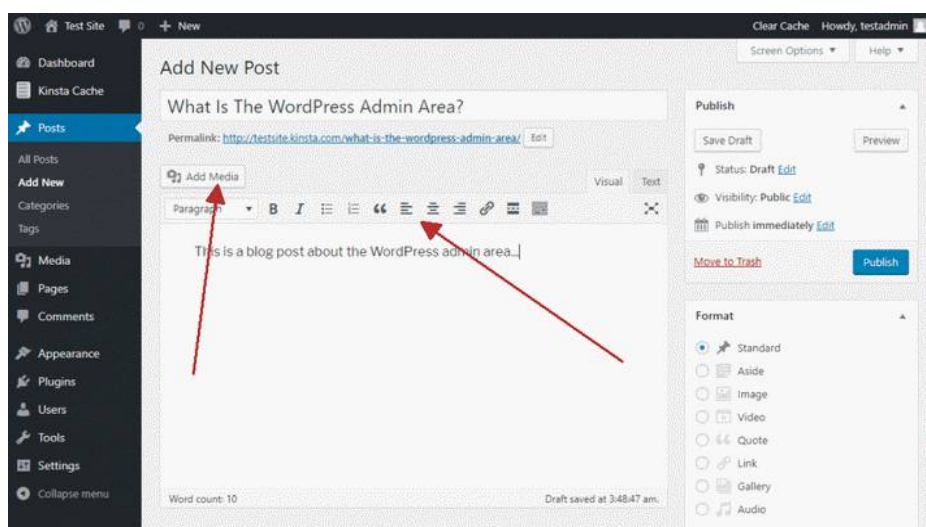 Test Site 0 + New Clear Cache Howdy, testadmin
Screen Options Help
Dashboard
Kinsta Cache
Posts
All Posts
Add New
Categories
Tags
Media
Pages
Comments
Appearance
Plugins
Users
Tools
Settings
Collapse menu
Add New Post
What Is The WordPress Admin Area?
Permalink: http://testsite.kinsta.com/what-is-the-wordpress-admin-area/ Edit
Add Media
Visual Text
Paragraph B I
This is a blog post about the WordPress admin area...
Word count: 10 Draft saved at 3:48:47 am.
Publish
Save Draft Preview
Status: Draft Edit
Visibility: Public Edit
Publish immediately Edit
Move to Trash Publish
Format
Standard
Aside
Image
Video
Quote
Link
Gallery
Audio